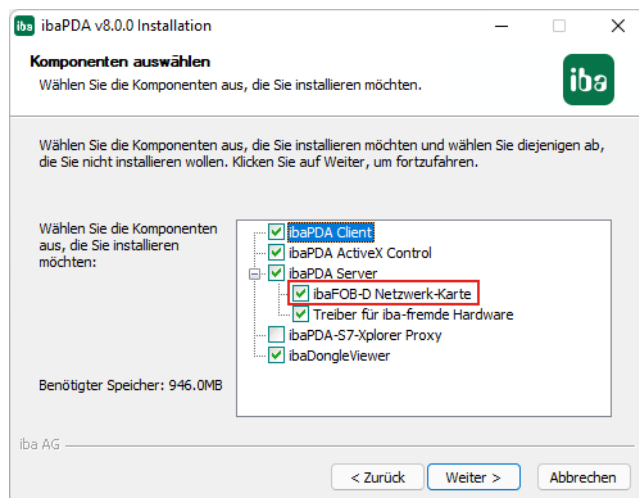 iba ibaPDA v8.0.0 Installation
Komponenten auswählen
Wählen Sie die Komponenten aus, die Sie installieren möchten.
iba
Wählen Sie die Komponenten aus, die Sie installieren möchten und wählen Sie diejenigen ab,
die Sie nicht installieren wollen. Klicken Sie auf Weiter, um fortzufahren.
Wählen Sie die Komponenten
aus, die Sie installieren
möchten:
ibaPDA Client
ibaPDA ActiveX Control
ibaPDA Server
ibaFOB-D Netzwerk-Karte
Treiber für iba-fremde Hardware
ibaPDA-S7-Xplorer Proxy
ibaDongleViewer
Benötigter Speicher: 946.0MB
iba AG
< Zurück
Weiter >
Abbrechen